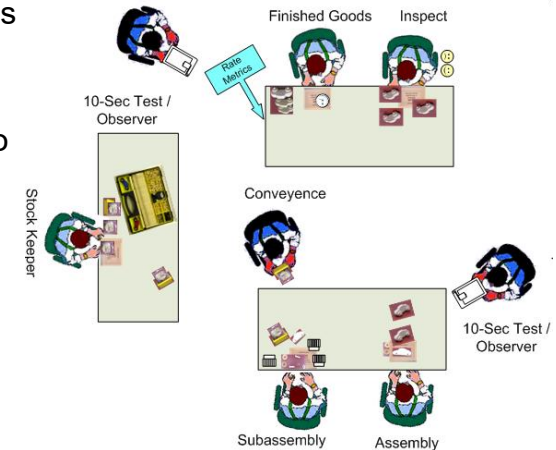 s
Finished Goods
Inspect
Rate
Metrics
10-Sec Test /
Observer
o
Stock Keeper
Conveyence
10-Sec Test /
Observer
Subassembly
Assembly